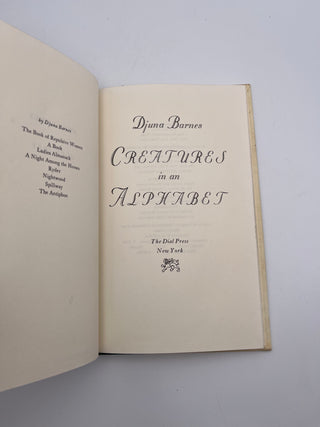 by Djuna Barnes
The Book of Repulsive Women
A Book
Ladies Almanack
A Night Among the Horses
Ryder
Nightwood
Spillway
The Antiphon
Djuna Barnes
CREATURES
in an
ALPHABET
The Dial Press
New York